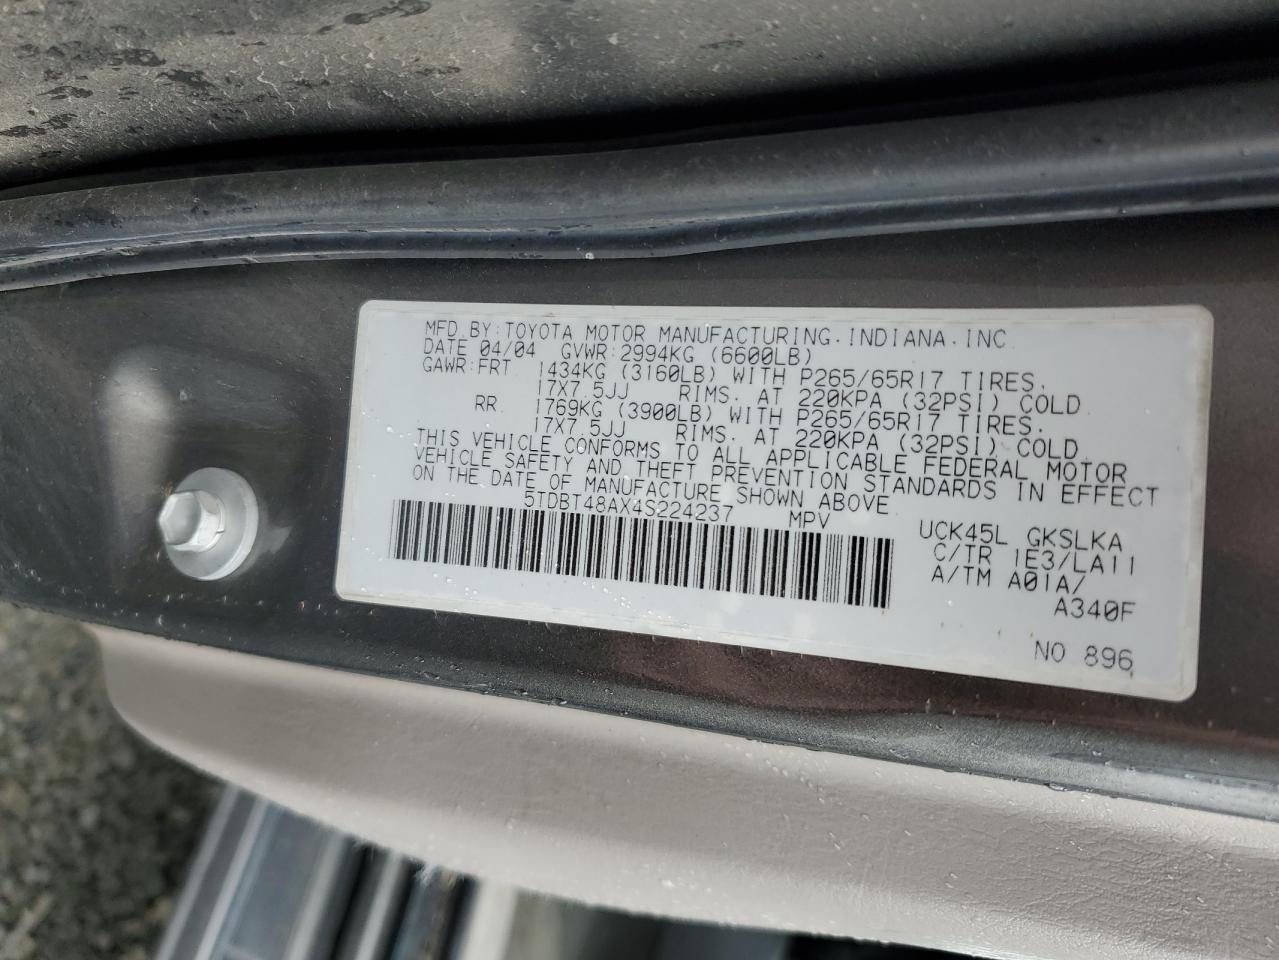 MFD. BY: TOYOTA MOTOR MANUFACTURING. INDIANA. INC.
DATE 04/04 GVWR: 2994KG (6600LB)
GAWR: FRT 1434KG (3160LB) WITH P265/65R17 TIRES.
17X7.5JJ RIMS. AT 220KPA (32PSI) COLD
RR. 1769KG (3900LB) WITH P265/65R17 TIRES.
17X7.5JJ RIMS. AT 220KPA (32PSI) COLD
THIS VEHICLE CONFORMS TO ALL APPLICABLE FEDERAL MOTOR
VEHICLE SAFETY AND THEFT PREVENTION STANDARDS IN EFFECT
ON THE DATE OF MANUFACTURE SHOWN ABOVE
5TDBT48AX4S224237 MPV
UCK45L GKSLKA
C/TR 1E3/LA11
A/TM A01A/
A340F
NO 896